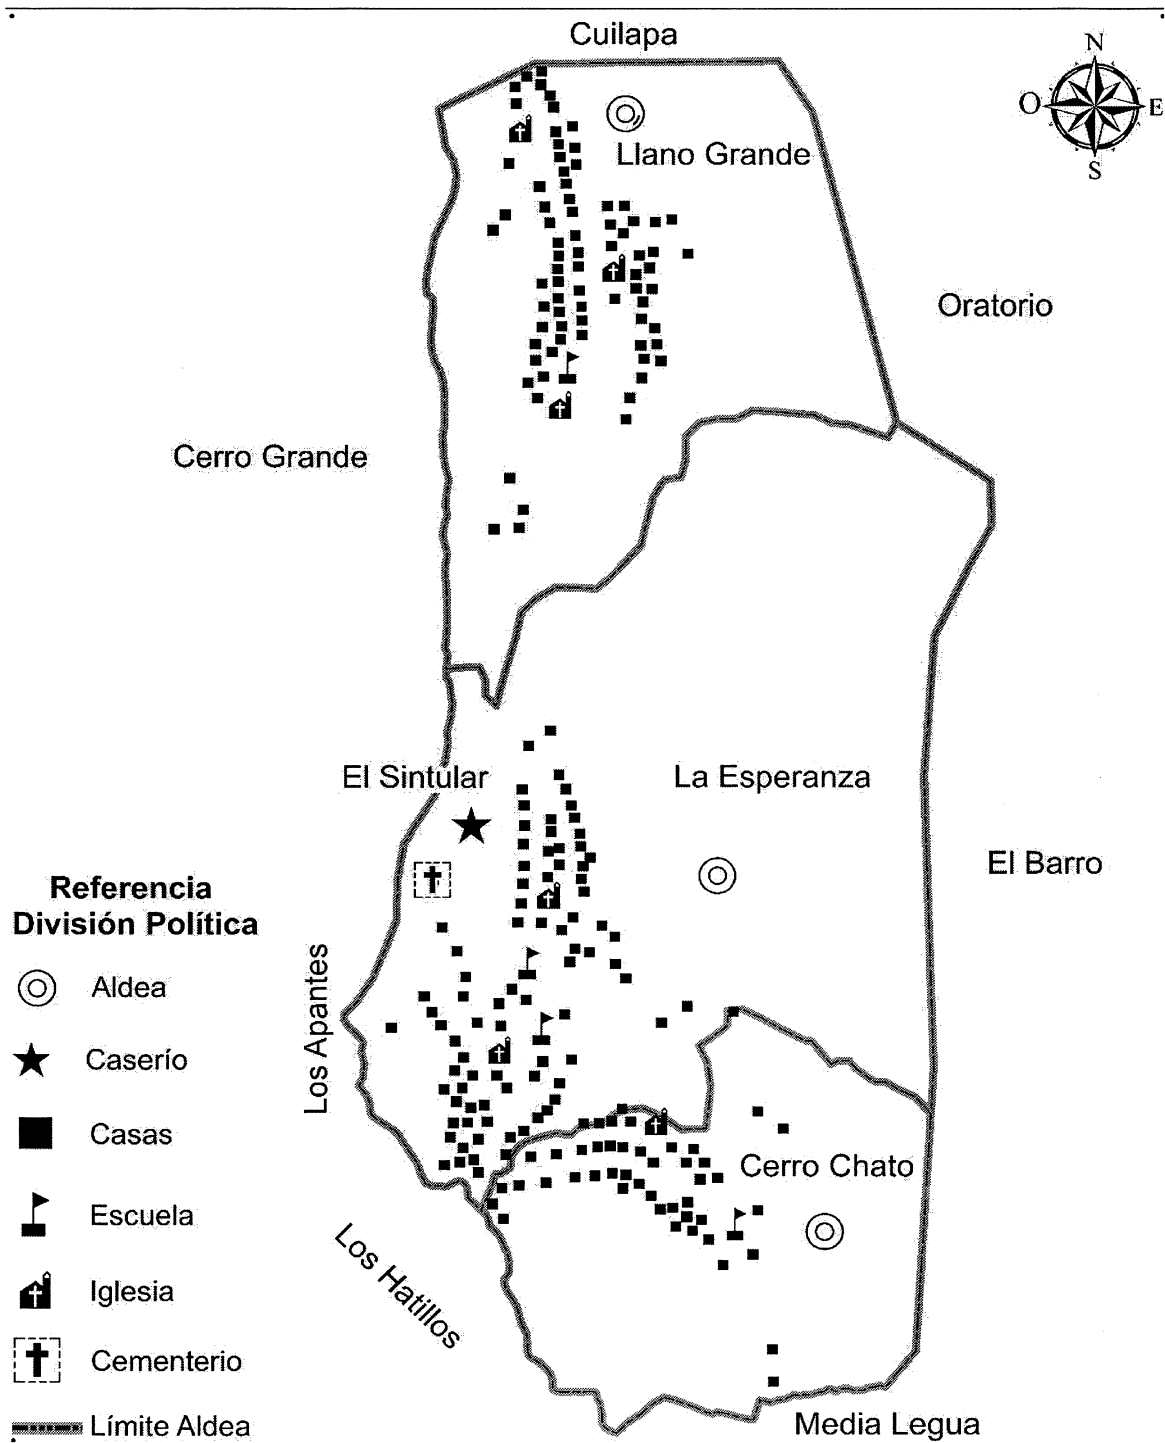 Cuilapa
N
O
E
S
Llano Grande
Oratorio
Cerro Grande
El Sintular
La Esperanza
El Barro
Referencia
División Política
Aldea
Caserío
Casas
Escuela
Iglesia
Cementerio
Límite Aldea
Los Apantes
Cerro Chato
Los Hatillos
Media Legua